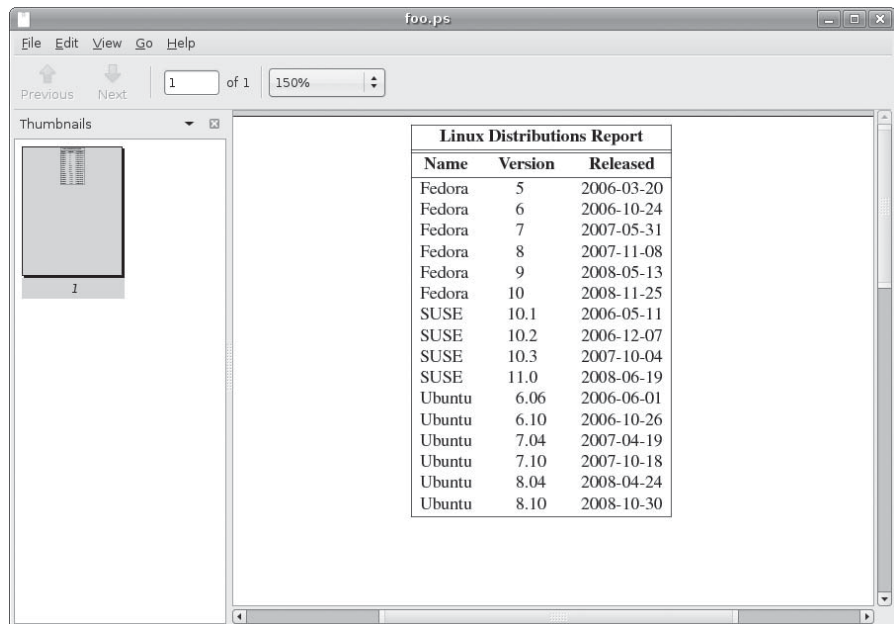 foo.ps
File Edit View Go Help
Previous Next 1 of 1 150%
Thumbnails
1
Linux Distributions Report
Name Version Released
Fedora 5 2006-03-20
Fedora 6 2006-10-24
Fedora 7 2007-05-31
Fedora 8 2007-11-08
Fedora 9 2008-05-13
Fedora 10 2008-11-25
SUSE 10.1 2006-05-11
SUSE 10.2 2006-12-07
SUSE 10.3 2007-10-04
SUSE 11.0 2008-06-19
Ubuntu 6.06 2006-06-01
Ubuntu 6.10 2006-10-26
Ubuntu 7.04 2007-04-19
Ubuntu 7.10 2007-10-18
Ubuntu 8.04 2008-04-24
Ubuntu 8.10 2008-10-30